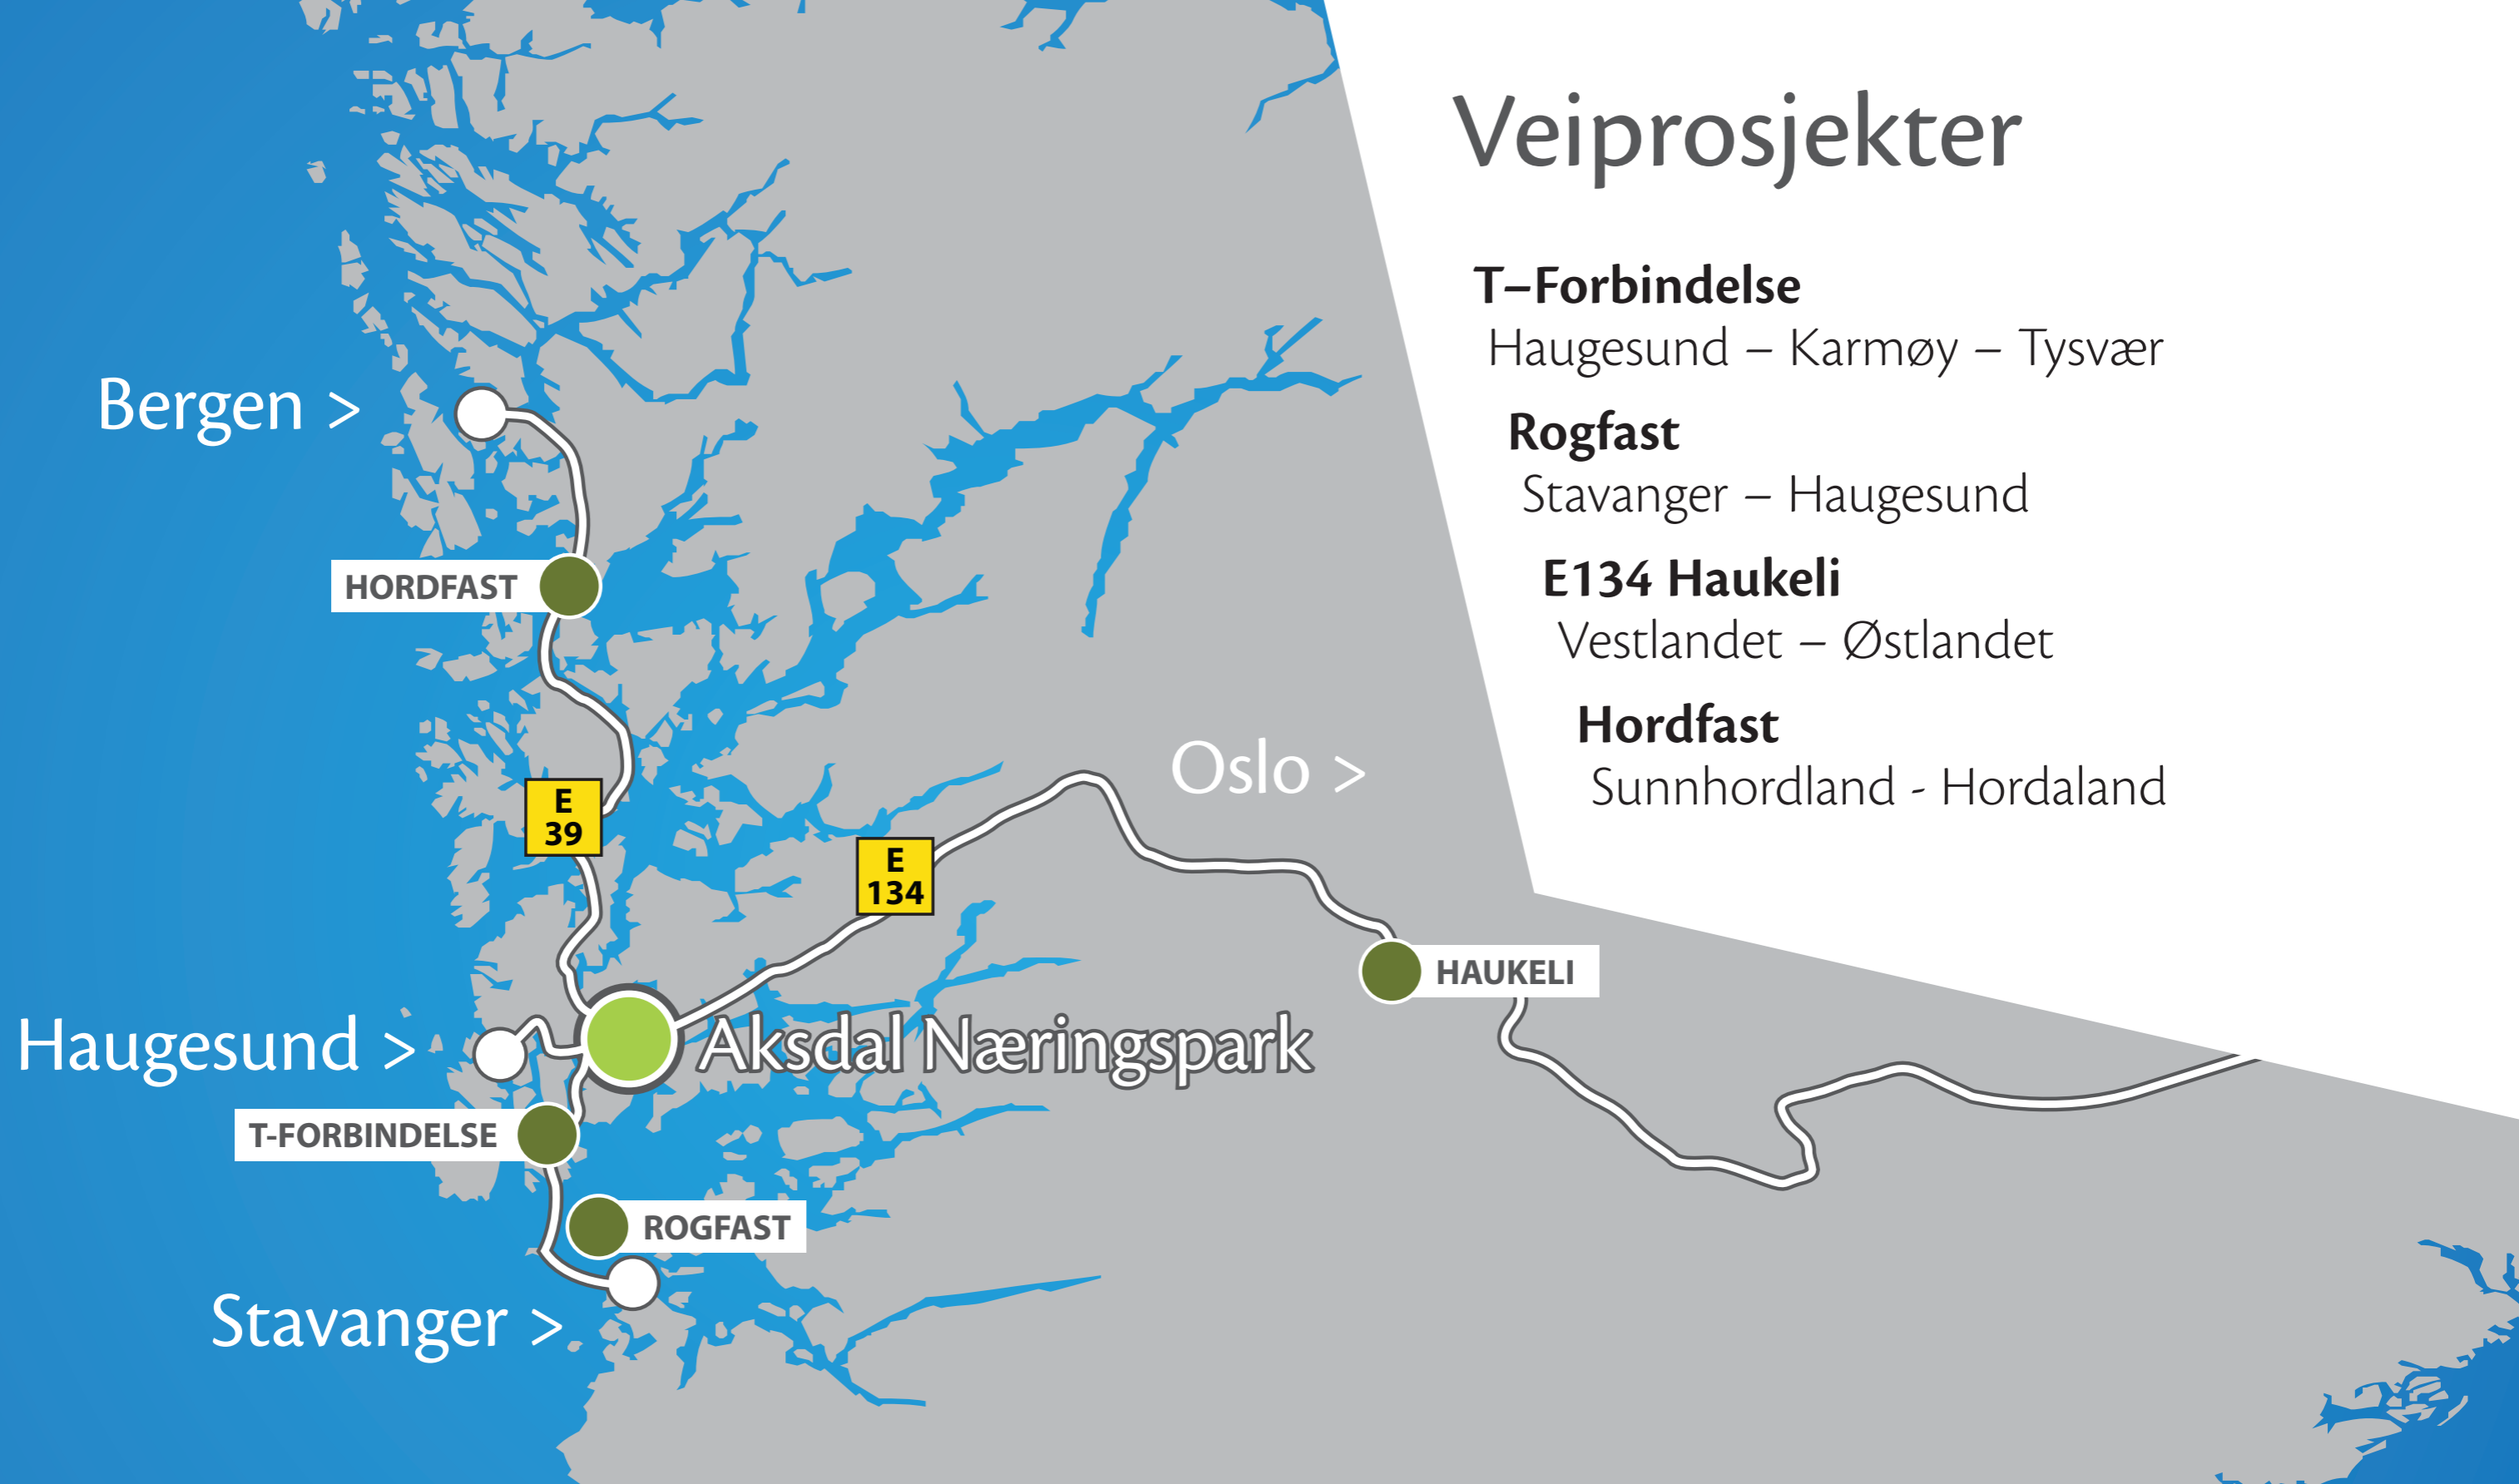 Veiprosjekter
T–Forbindelse
Haugesund – Karmøy – Tysvær
Rogfast
Stavanger – Haugesund
E134 Haukeli
Vestlandet – Østlandet
Hordfast
Sunnhordland - Hordaland
Bergen >
HORDFAST
Oslo >
E
39
E
134
HAUKELI
Haugesund >
Aksdal Næringspark
T-FORBINDELSE
ROGFAST
Stavanger >